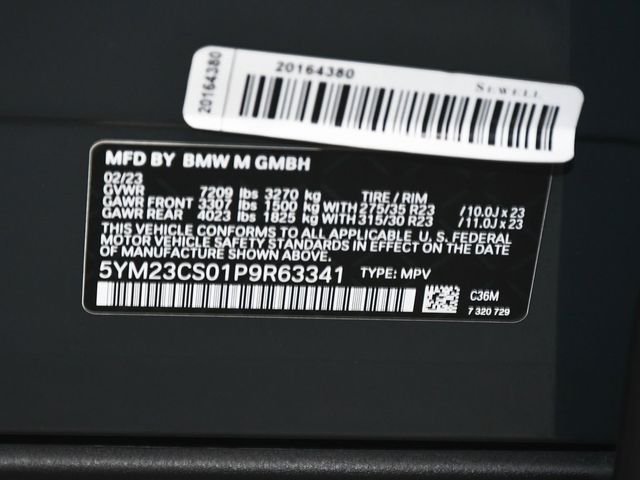 20164380
20164380
SEWELL
MFD BY BMW M GMBH
02/23
GVWR 7209 lbs 3270 kg TIRE / RIM
GAWR FRONT 3307 lbs 1500 kg WITH 275/35 R23 /10.0J x 23
GAWR REAR 4023 lbs 1825 kg WITH 315/30 R23 /11.0J x 23
THIS VEHICLE CONFORMS TO ALL APPLICABLE U. S. FEDERAL
MOTOR VEHICLE SAFETY STANDARDS IN EFFECT ON THE DATE
OF MANUFACTURE SHOWN ABOVE.
5YM23CS01P9R63341 TYPE: MPV
C36M
7 320 729